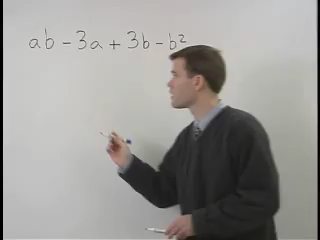 ab - 3a + 3b - b²